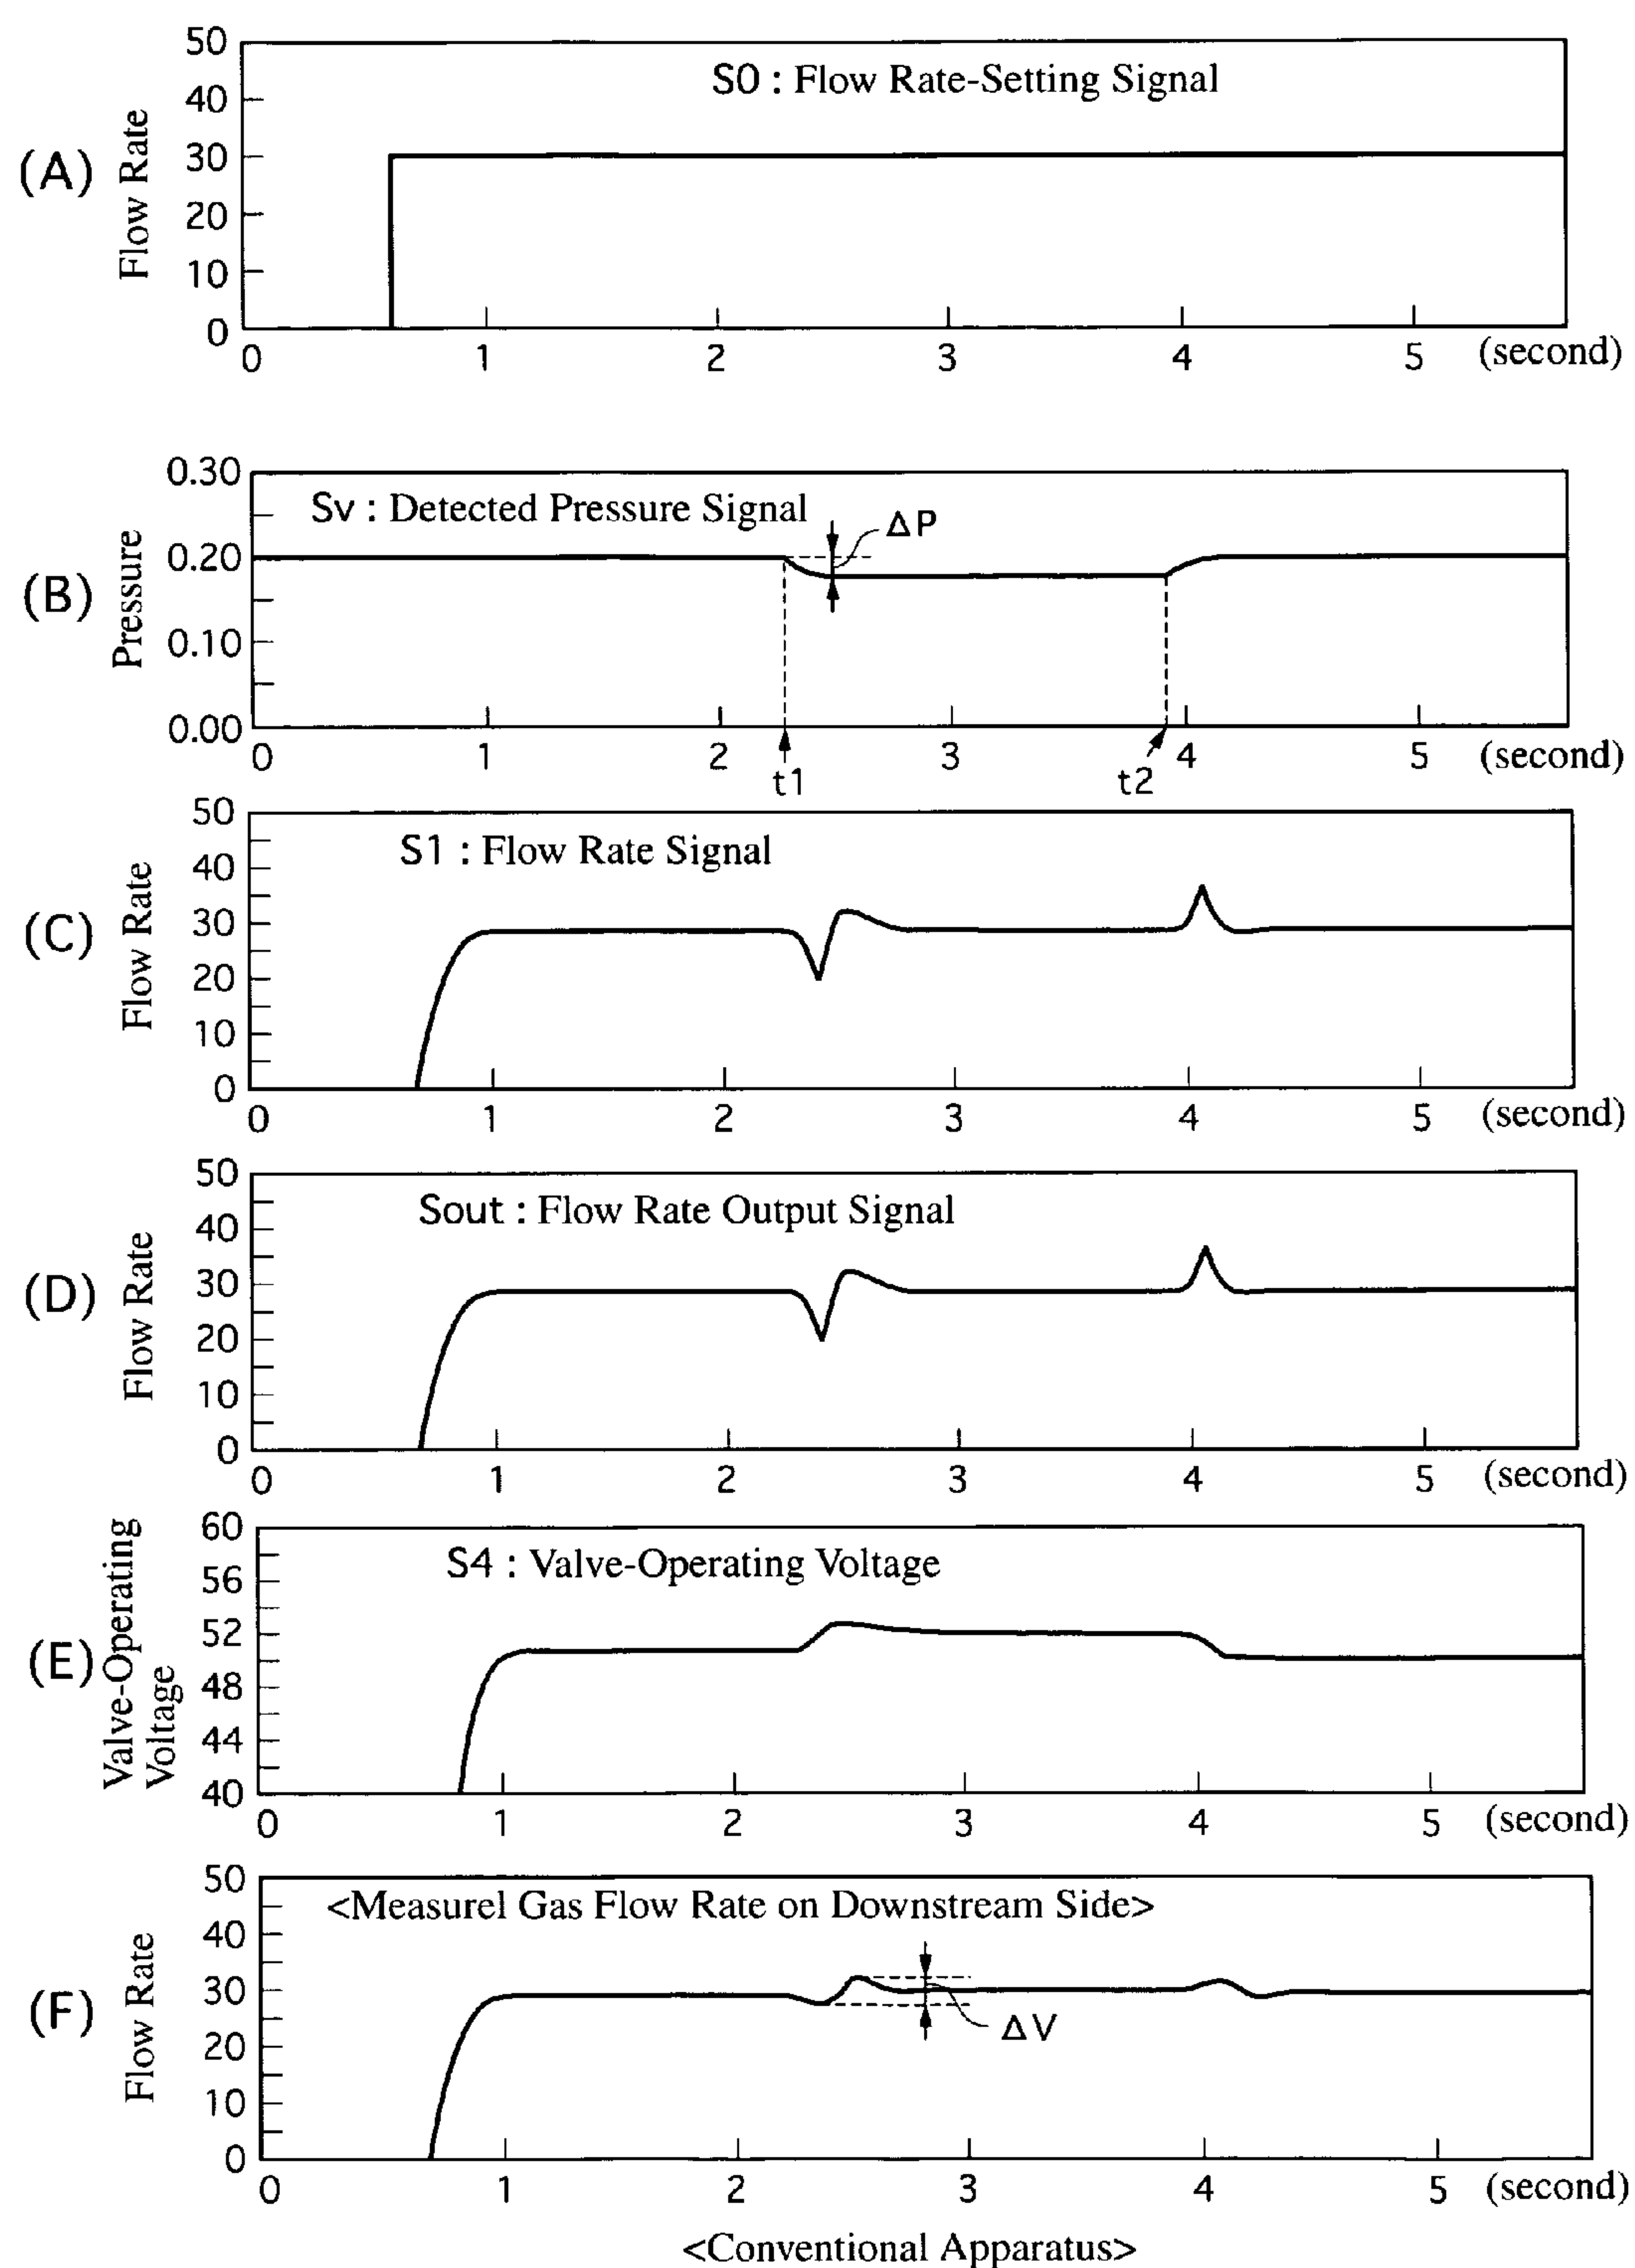 (A)
Flow Rate
50
40
30
20
10
0
S0 : Flow Rate-Setting Signal
0 1 2 3 4 5 (second)
(B)
Pressure
0.30
0.20
0.10
0.00
Sv : Detected Pressure Signal
ΔP
0 1 2 3 4 5 (second)
t1 t2
(C)
Flow Rate
50
40
30
20
10
0
S1 : Flow Rate Signal
0 1 2 3 4 5 (second)
(D)
Flow Rate
50
40
30
20
10
0
Sout : Flow Rate Output Signal
0 1 2 3 4 5 (second)
(E)
Valve-Operating
Voltage
60
56
52
48
44
40
S4 : Valve-Operating Voltage
0 1 2 3 4 5 (second)
(F)
Flow Rate
50
40
30
20
10
0
<Measurel Gas Flow Rate on Downstream Side>
ΔV
0 1 2 3 4 5 (second)
<Conventional Apparatus>